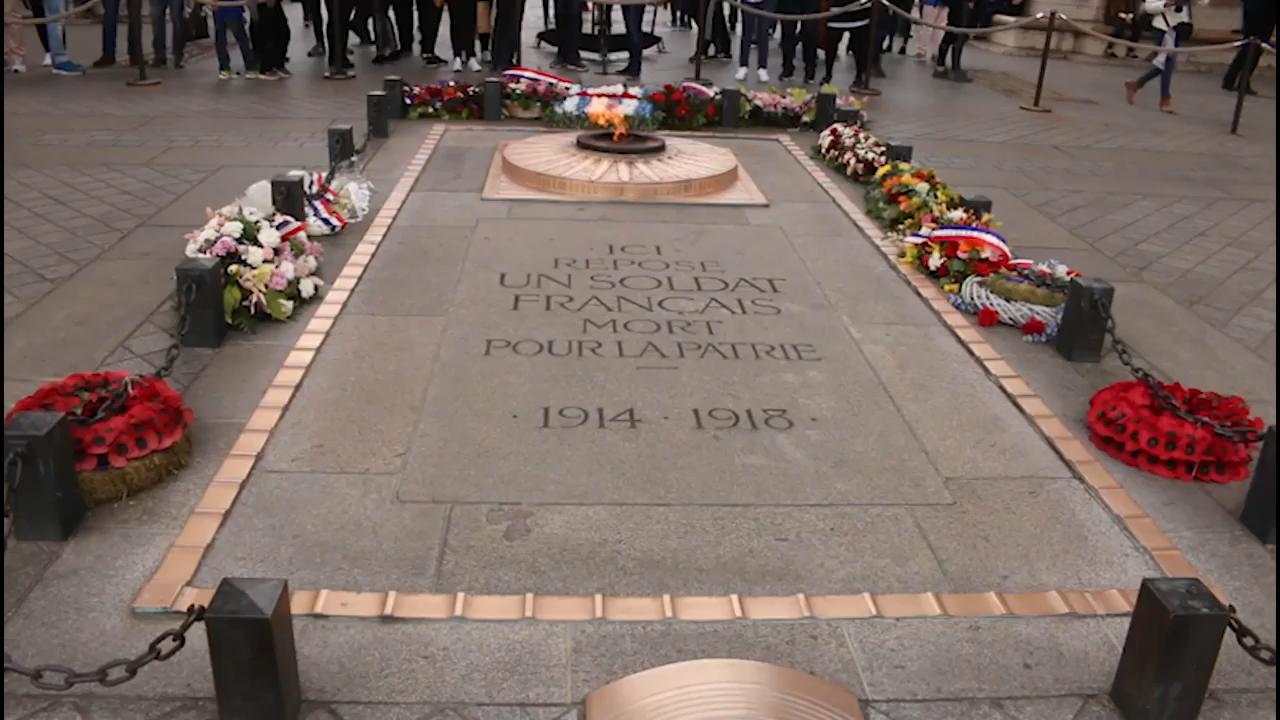 · ICI ·
REPOSE
UN SOLDAT
FRANÇAIS
MORT
POUR LA PATRIE
· 1914 · 1918 ·